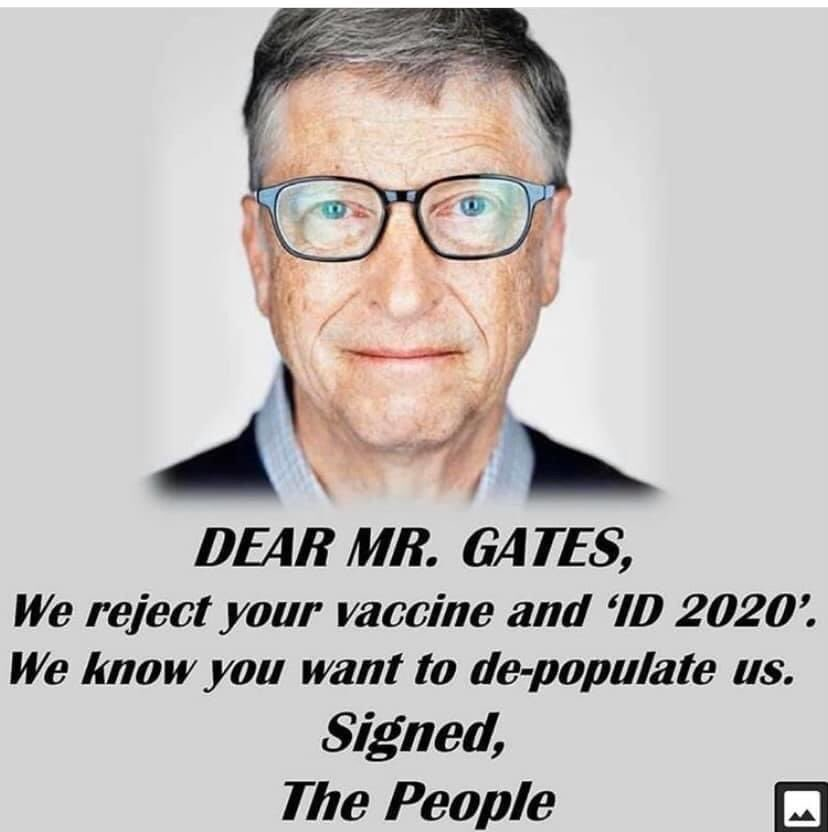 DEAR MR. GATES,
We reject your vaccine and ‘ID 2020’.
We know you want to de-populate us.
Signed,
The People